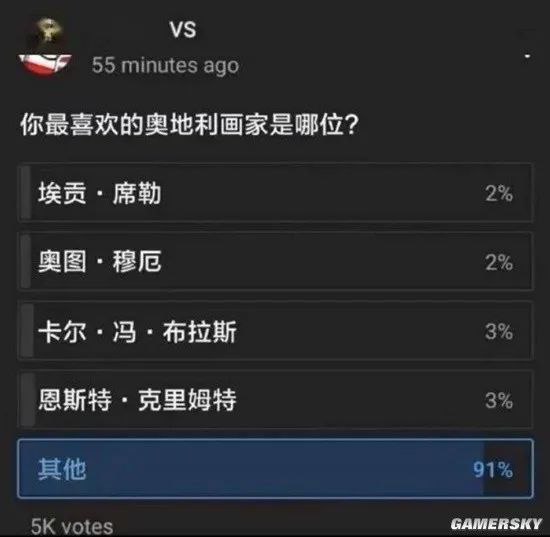 VS
55 minutes ago
你最喜欢的奥地利画家是哪位？
埃贡·席勒 2%
奥图·穆厄 2%
卡尔·冯·布拉斯 3%
恩斯特·克里姆特 3%
其他 91%
5K votes
GAMERSKY